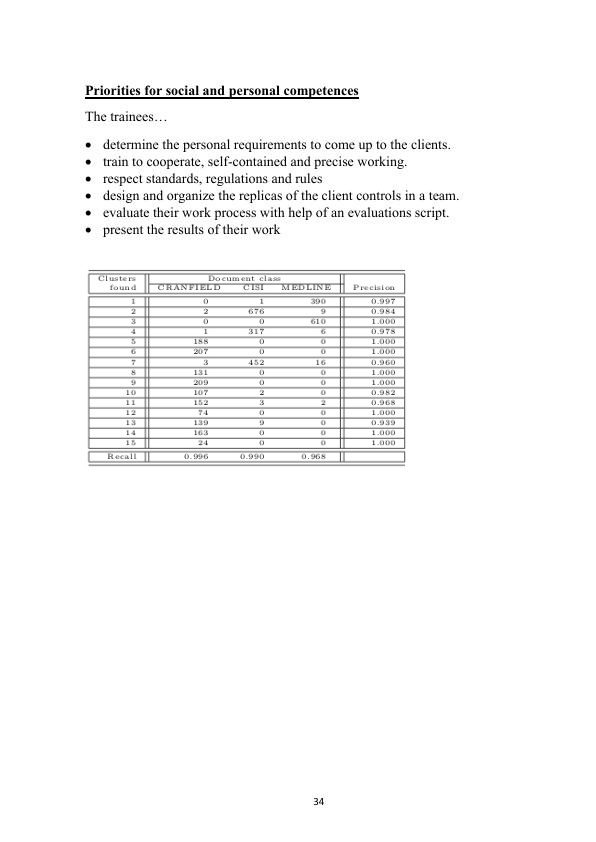 Priorities for social and personal competences
The trainees…
• determine the personal requirements to come up to the clients.
• train to cooperate, self-contained and precise working.
• respect standards, regulations and rules
• design and organize the replicas of the client controls in a team.
• evaluate their work process with help of an evaluations script.
• present the results of their work
Clusters Document class
found CRANFIELD CISI MEDLINE Precision
1 0 1 390 0.997
2 2 676 9 0.984
3 0 0 610 1.000
4 1 317 6 0.978
5 188 0 0 1.000
6 207 0 0 1.000
7 3 452 16 0.960
8 131 0 0 1.000
9 209 0 0 1.000
10 107 2 0 0.982
11 152 3 2 0.968
12 74 0 0 1.000
13 139 9 0 0.939
14 163 0 0 1.000
15 24 0 0 1.000
Recall 0.996 0.990 0.968
34